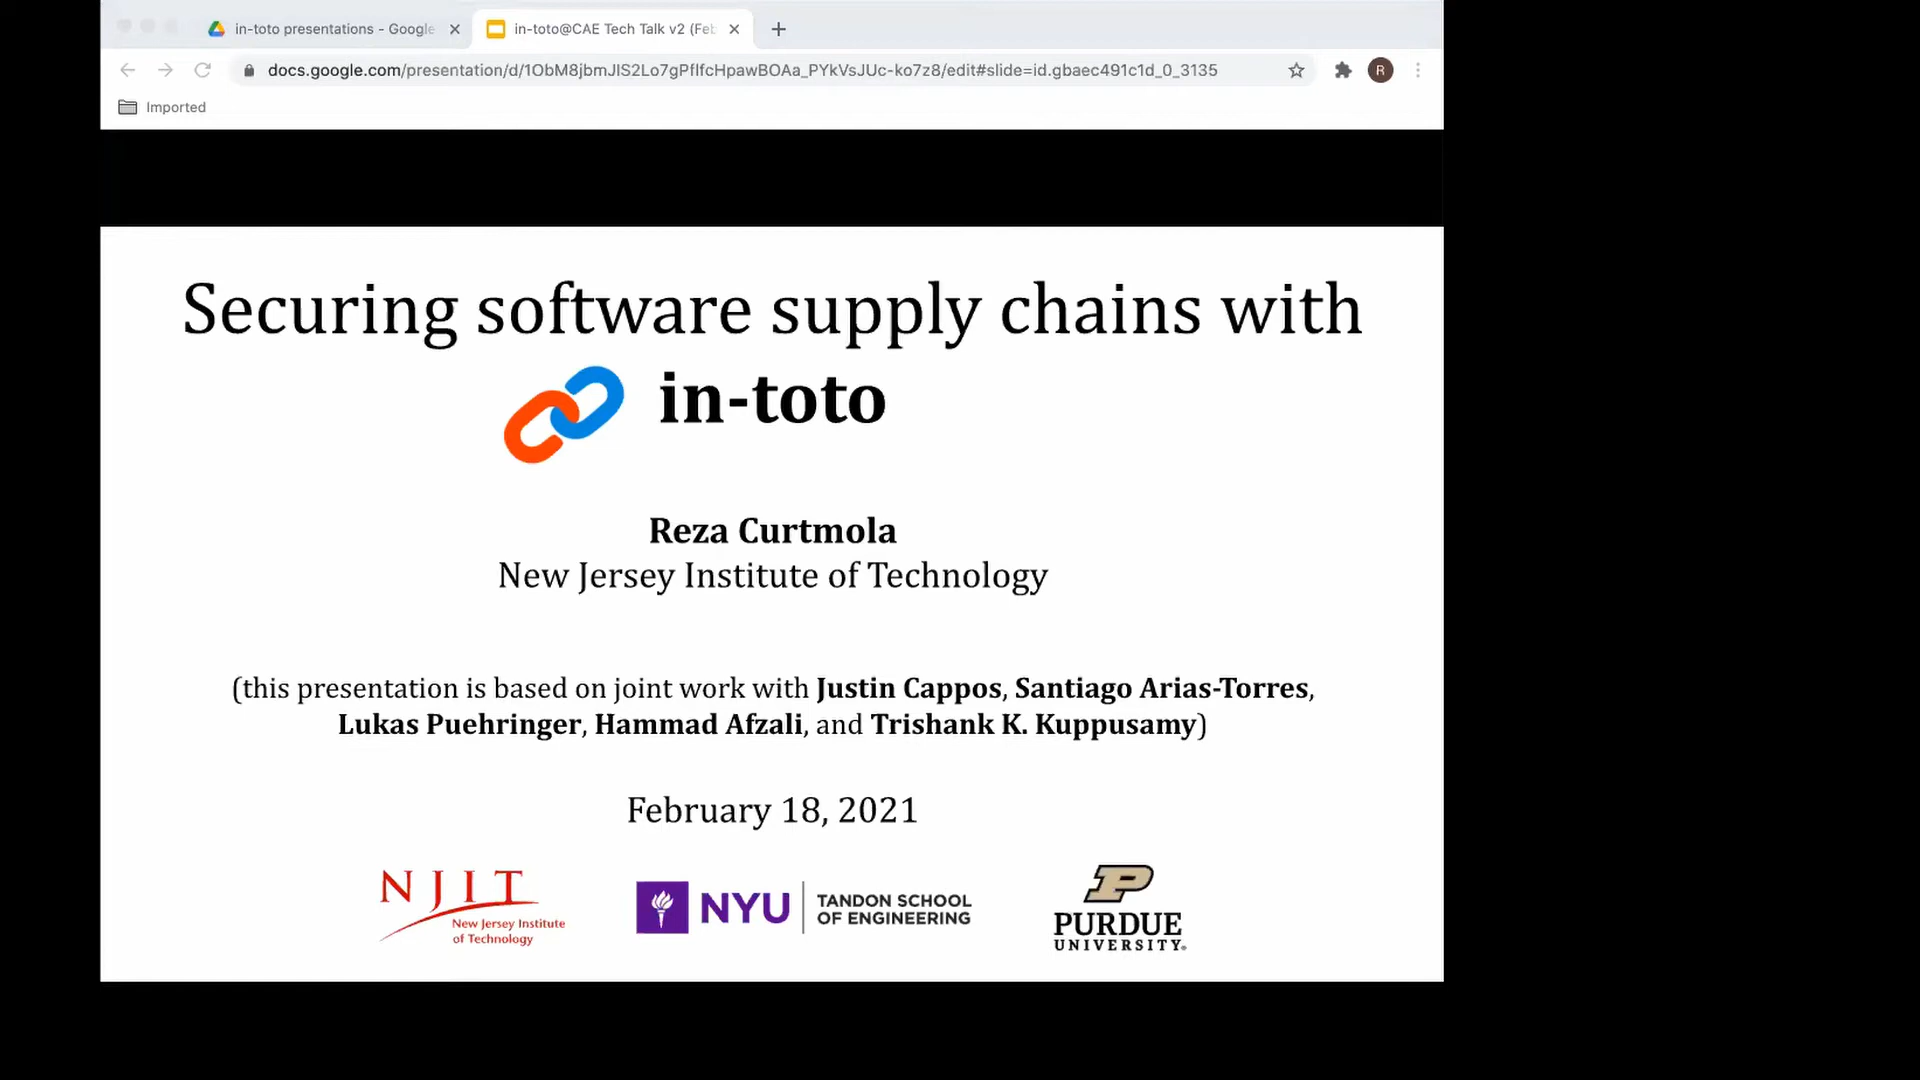 in-toto presentations - Google
in-toto@CAE Tech Talk v2 (Feb
docs.google.com/presentation/d/1ObM8jbmJIS2Lo7gPfIfcHpawBOAa_PYkVsJUc-ko7z8/edit#slide=id.gbaec491c1d_0_3135
R
Imported
Securing software supply chains with
in-toto
Reza Curtmola
New Jersey Institute of Technology
(this presentation is based on joint work with Justin Cappos, Santiago Arias-Torres,
Lukas Puehringer, Hammad Afzali, and Trishank K. Kuppusamy)
February 18, 2021
NJIT
New Jersey Institute
of Technology
NYU
TANDON SCHOOL
OF ENGINEERING
P
PURDUE
UNIVERSITY®